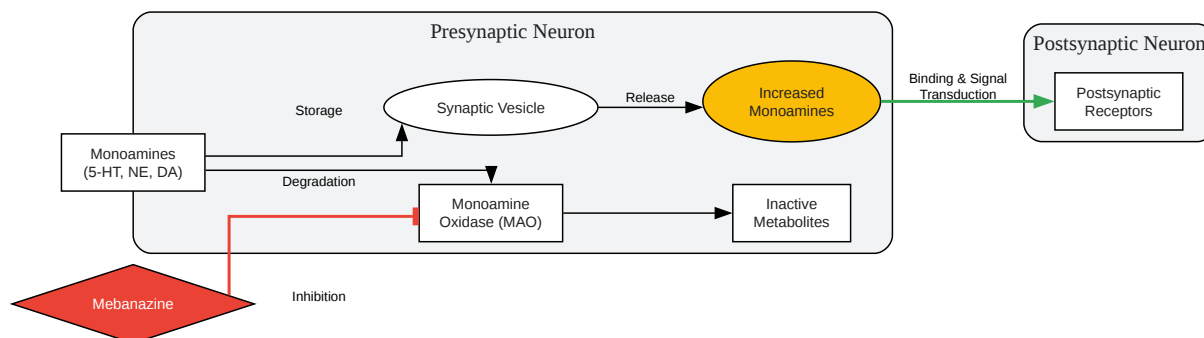 Presynaptic Neuron
Postsynaptic Neuron
Binding & Signal
Transduction
Increased
Monoamines
Postsynaptic
Receptors
Release
Synaptic Vesicle
Storage
Monoamines
(5-HT, NE, DA)
Degradation
Monoamine
Oxidase (MAO)
Inactive
Metabolites
Mebanazine
Inhibition